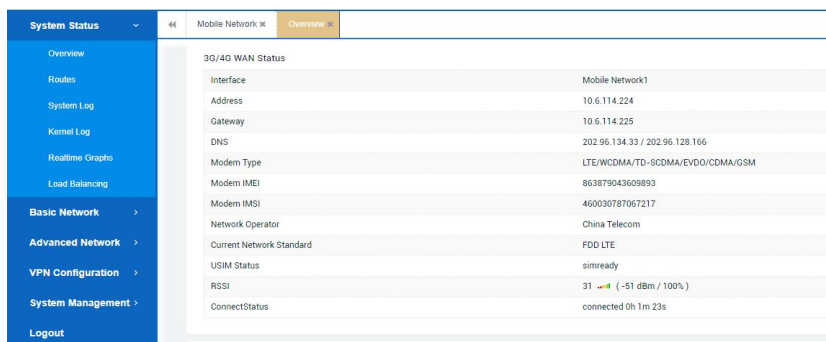 System Status
Mobile Network
Overview
Overview
Routes
System Log
Kernel Log
Realtime Graphs
Load Balancing
Basic Network
Advanced Network
VPN Configuration
System Management
Logout
3G/4G WAN Status
Interface Mobile Network1
Address 10.6.114.224
Gateway 10.6.114.225
DNS 202.96.134.33 / 202.96.128.166
Modem Type LTE/WCDMA/TD-SCDMA/EVDO/CDMA/GSM
Modem IMEI 863879043609893
Modem IMSI 460030787067217
Network Operator China Telecom
Current Network Standard FDD LTE
USIM Status simready
RSSI 31 ( -51 dBm / 100% )
ConnectStatus connected 0h 1m 23s